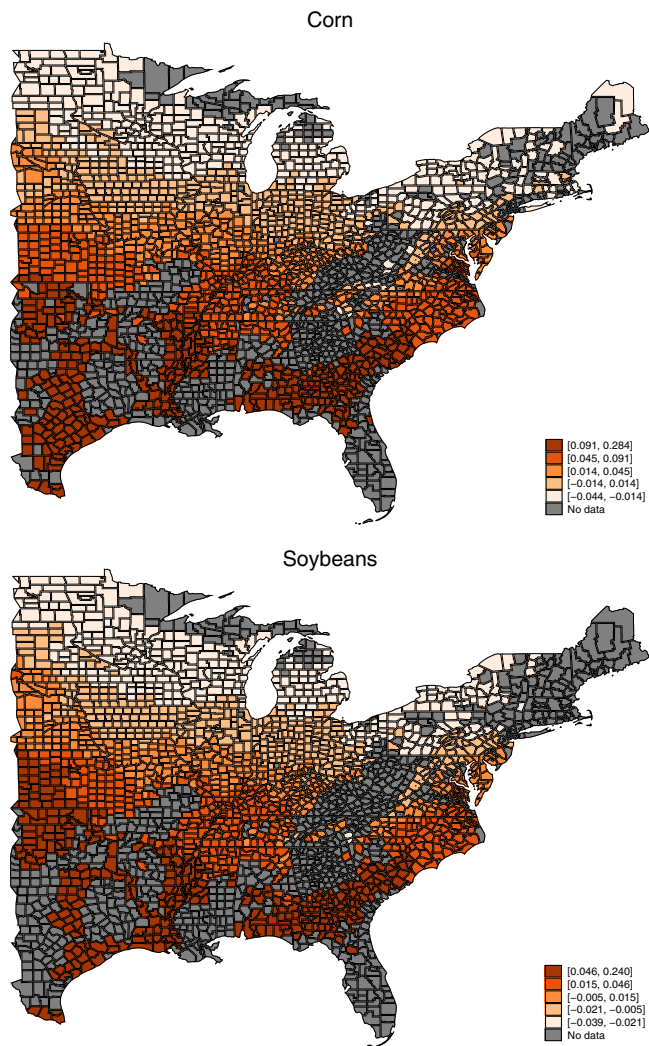 Corn
[0.091, 0.284]
[0.045, 0.091]
[0.014, 0.045]
[−0.014, 0.014]
[−0.044, −0.014]
No data
Soybeans
[0.046, 0.240]
[0.015, 0.046]
[−0.005, 0.015]
[−0.021, −0.005]
[−0.039, −0.021]
No data